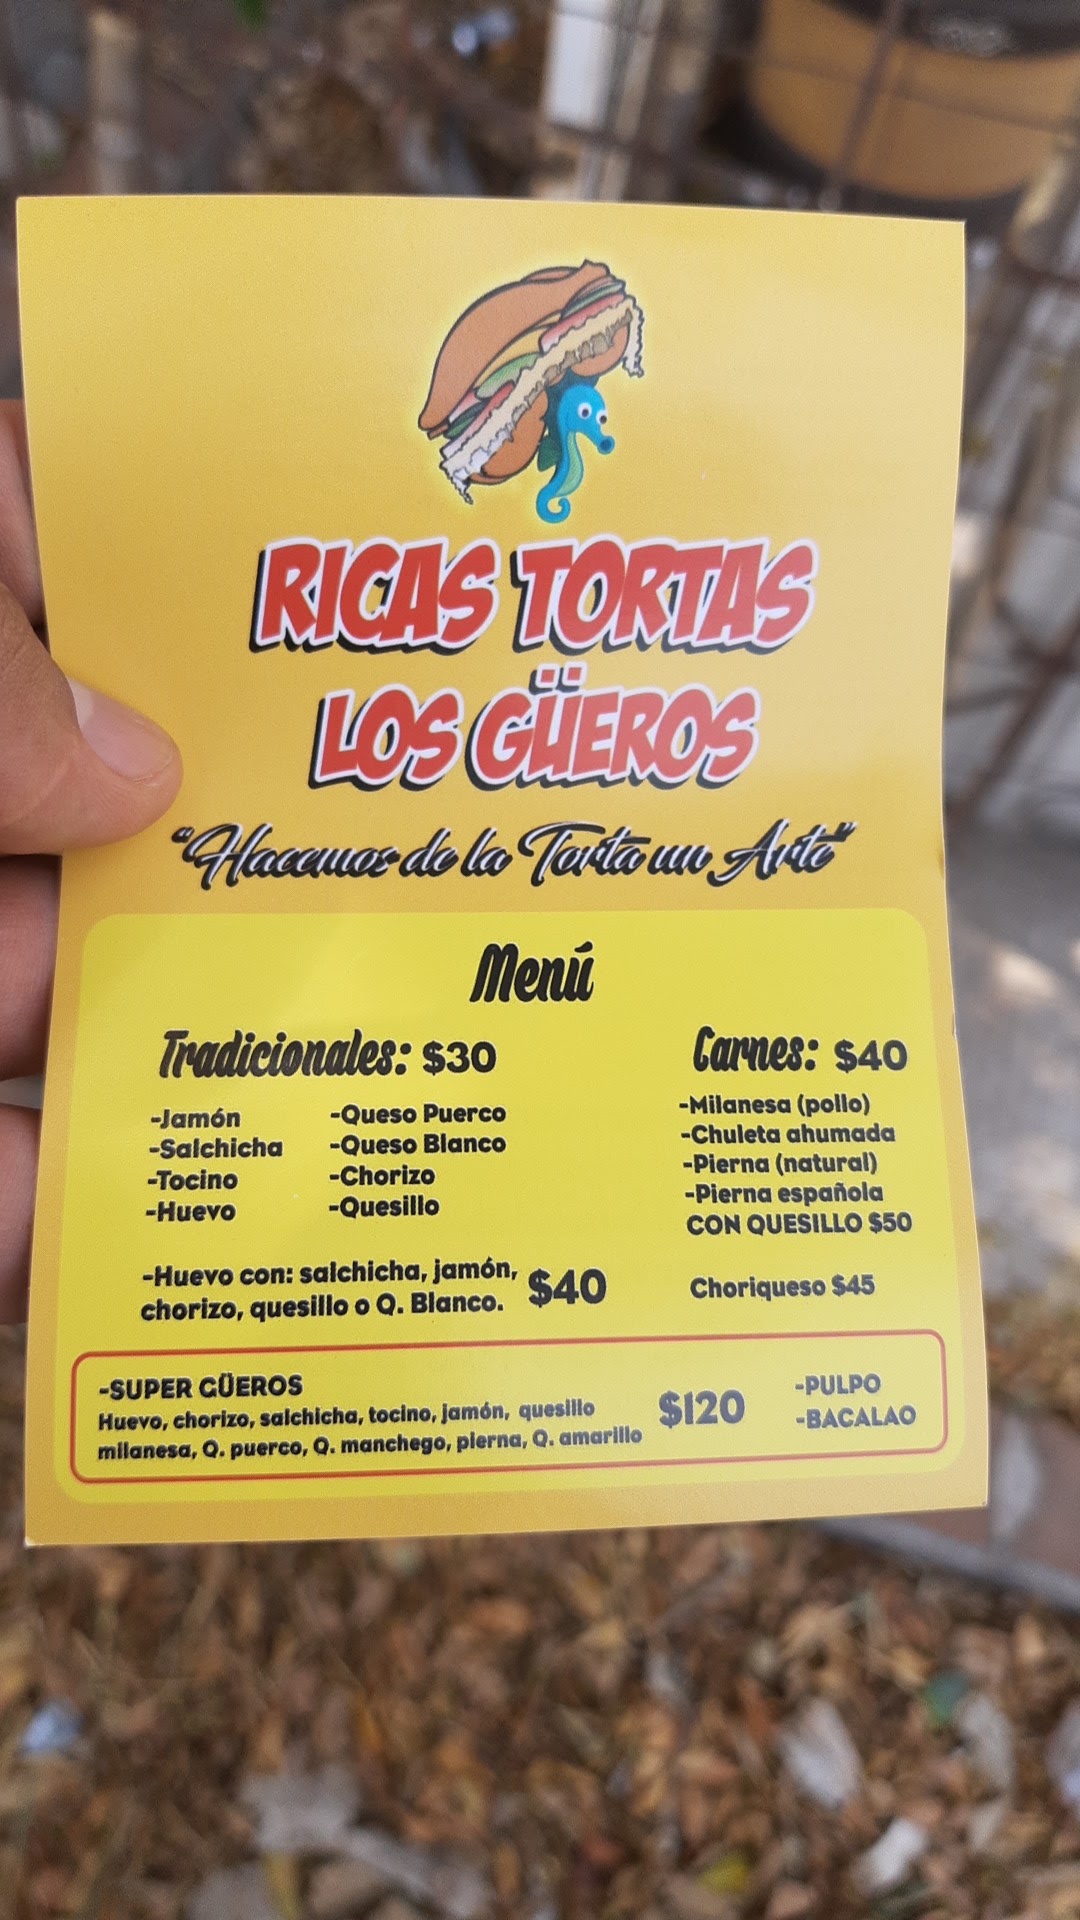 RICAS TORTAS
LOS GÜEROS
"Hacemos de la Torta un Arte"
Menú
Tradicionales: $30
-Jamón
-Salchicha
-Tocino
-Huevo
-Queso Puerco
-Queso Blanco
-Chorizo
-Quesillo
-Huevo con: salchicha, jamón,
chorizo, quesillo o Q. Blanco.
$40
Carnes: $40
-Milanesa (pollo)
-Chuleta ahumada
-Pierna (natural)
-Pierna española
CON QUESILLO $50
Choriqueso $45
-SUPER GÜEROS
Huevo, chorizo, salchicha, tocino, jamón, quesillo
milanesa, Q. puerco, Q. manchego, pierna, Q. amarillo
$120
-PULPO
-BACALAO